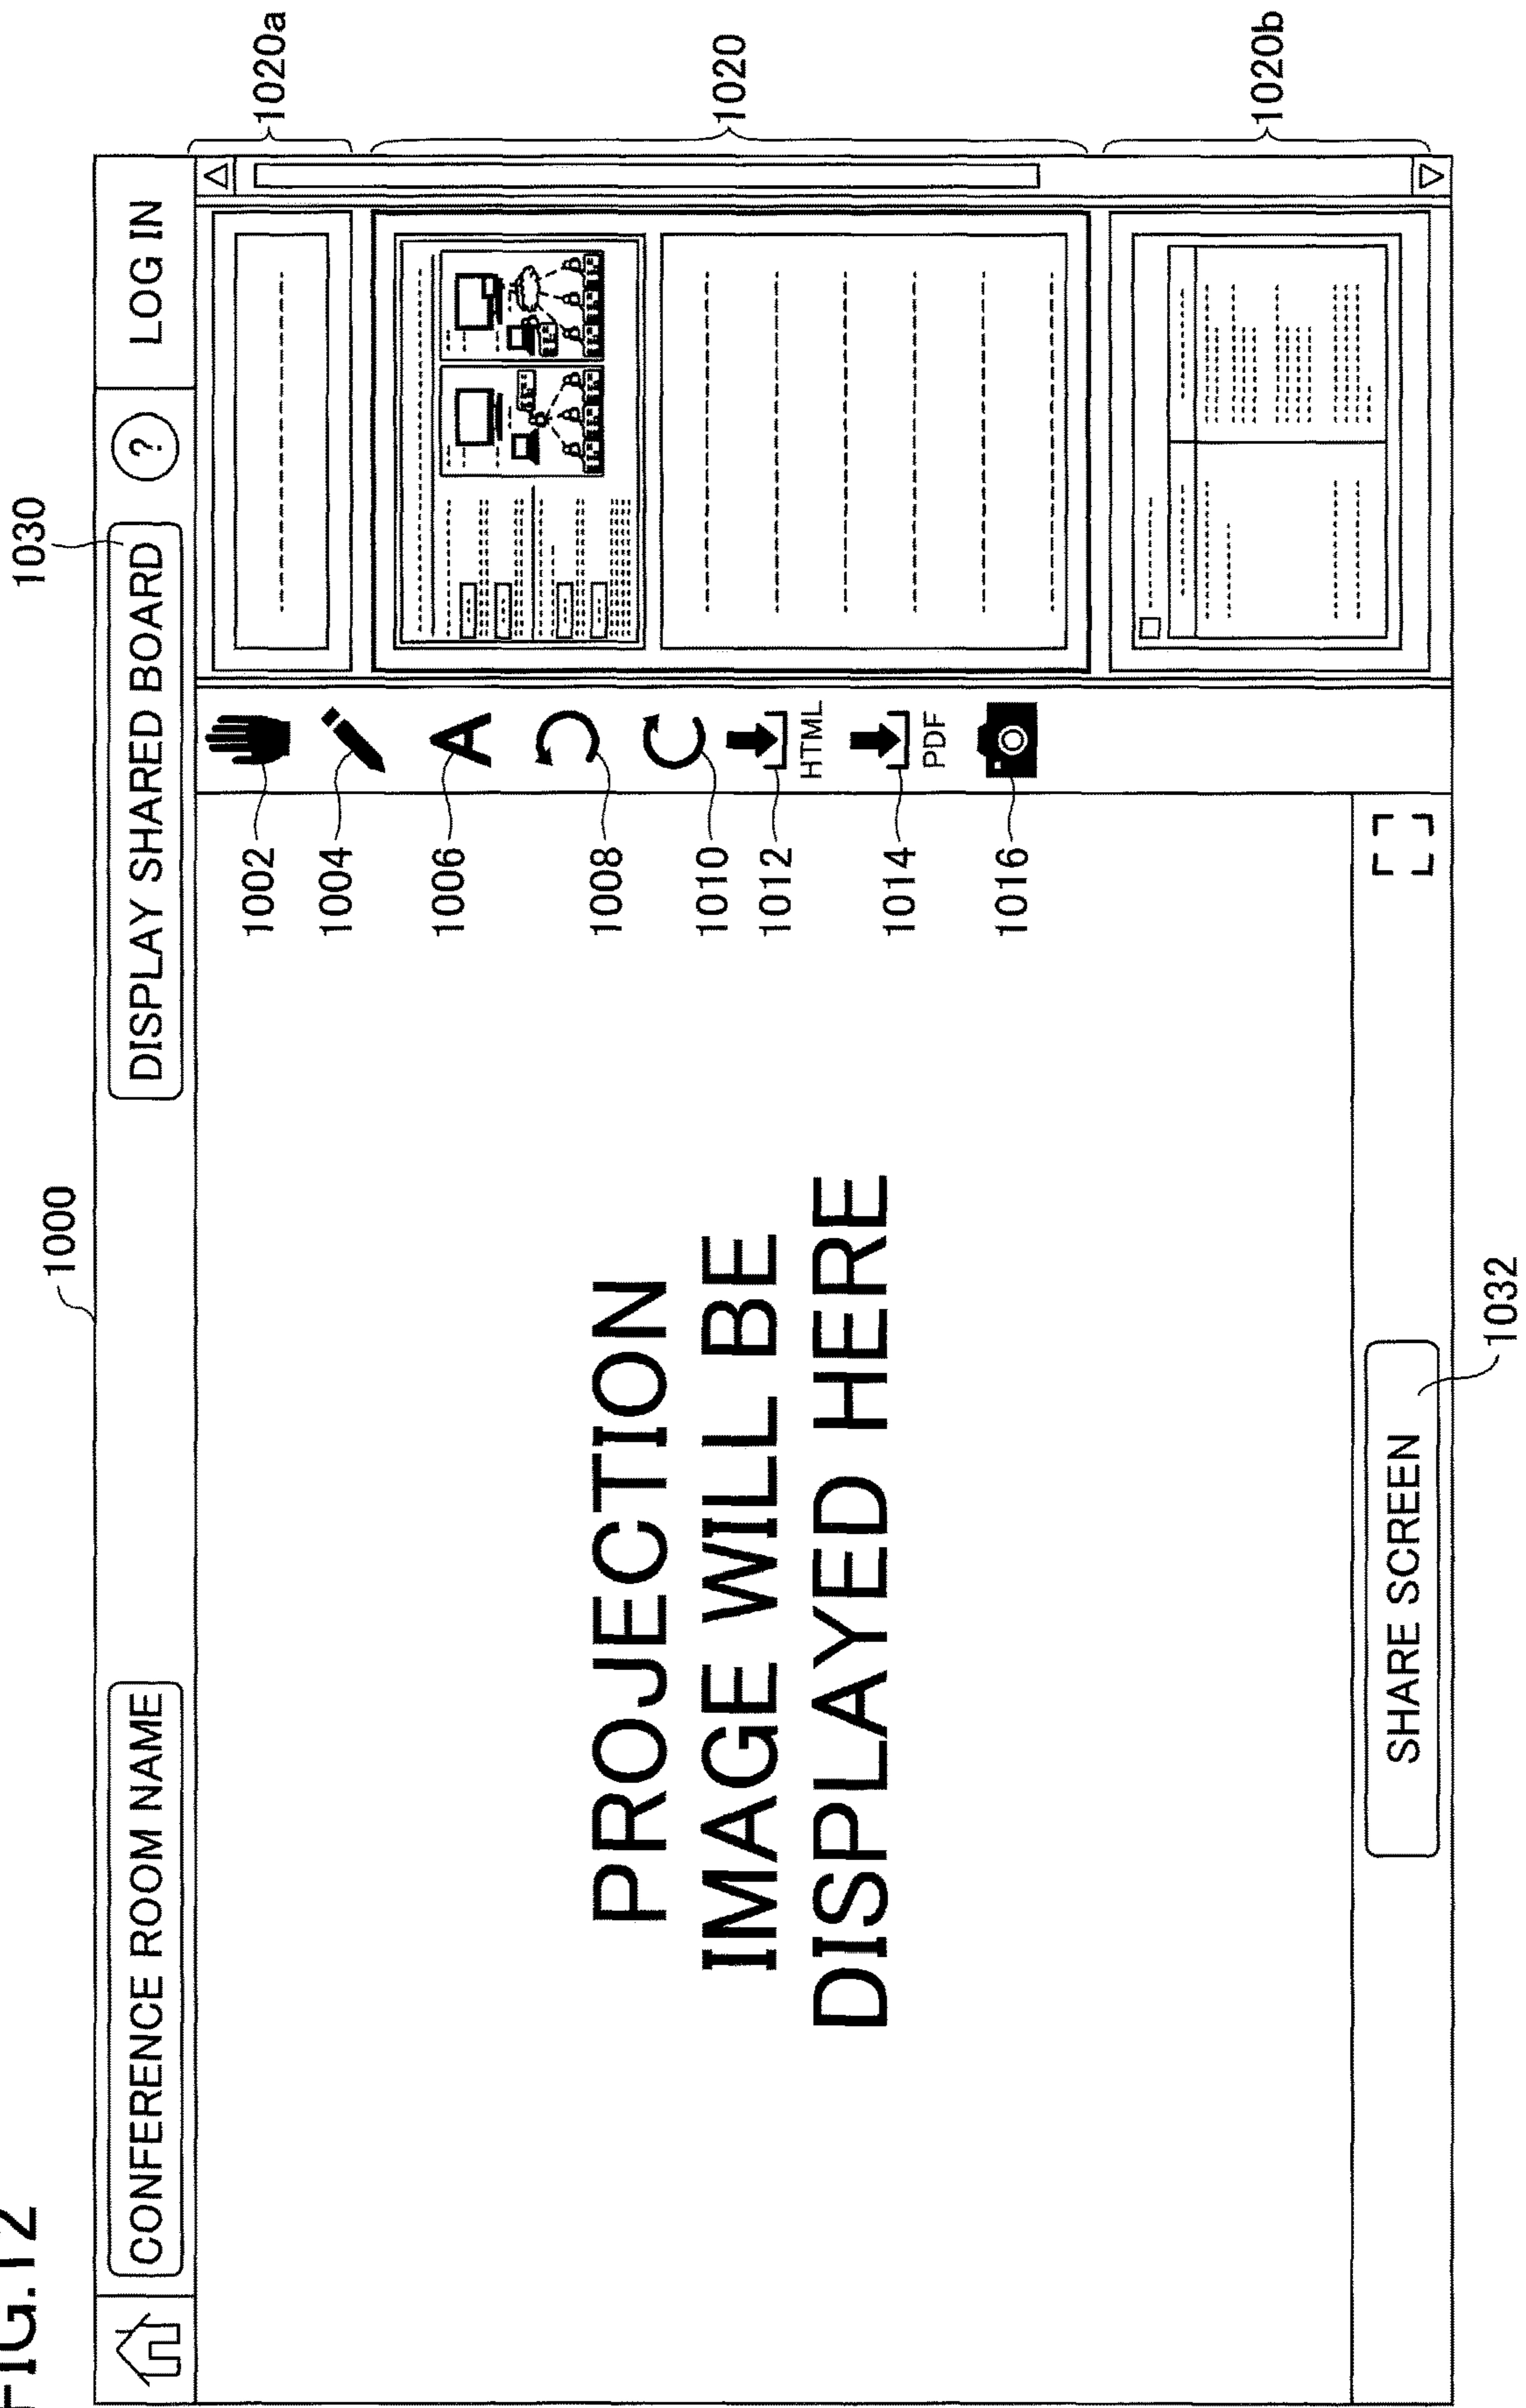 FIG.12
1000
1030
CONFERENCE ROOM NAME
DISPLAY SHARED BOARD
?
LOG IN
1020a
1002
1004
1006
A
1008
1010
1012
HTML
1014
PDF
1016
1020
PROJECTION
IMAGE WILL BE
DISPLAYED HERE
1020b
SHARE SCREEN
1032